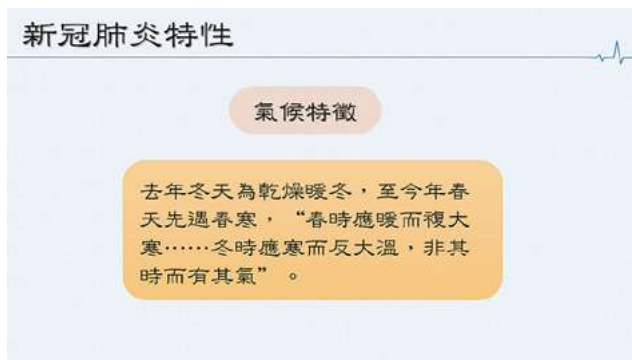 新冠肺炎特性
氣候特徵
去年冬天為乾燥暖冬，至今年春
天先遇春寒，“春時應暖而複大
寒……冬時應寒而反大溫，非其
時而有其氣”。